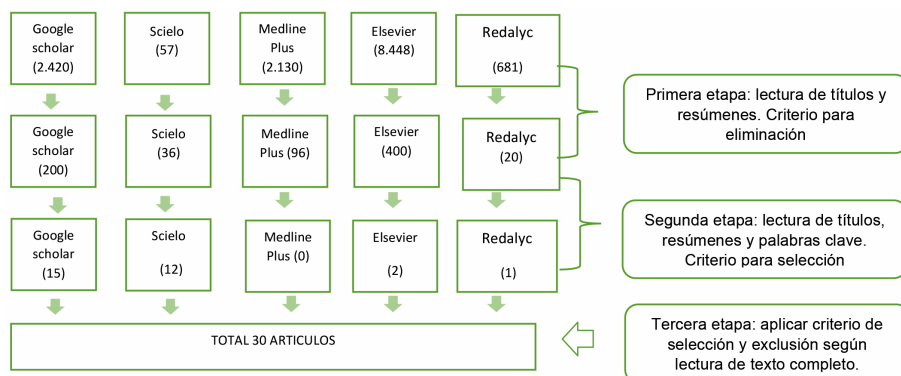 Google
scholar
(2.420)
Scielo
(57)
Medline
Plus
(2.130)
Elsevier
(8.448)
Redalyc
(681)
Primera etapa: lectura de títulos y
resúmenes. Criterio para
eliminación
Google
scholar
(200)
Scielo
(36)
Medline
Plus (96)
Elsevier
(400)
Redalyc
(20)
Segunda etapa: lectura de títulos,
resúmenes y palabras clave.
Criterio para selección
Google
scholar
(15)
Scielo
(12)
Medline
Plus (0)
Elsevier
(2)
Redalyc
(1)
TOTAL 30 ARTICULOS
Tercera etapa: aplicar criterio de
selección y exclusión según
lectura de texto completo.